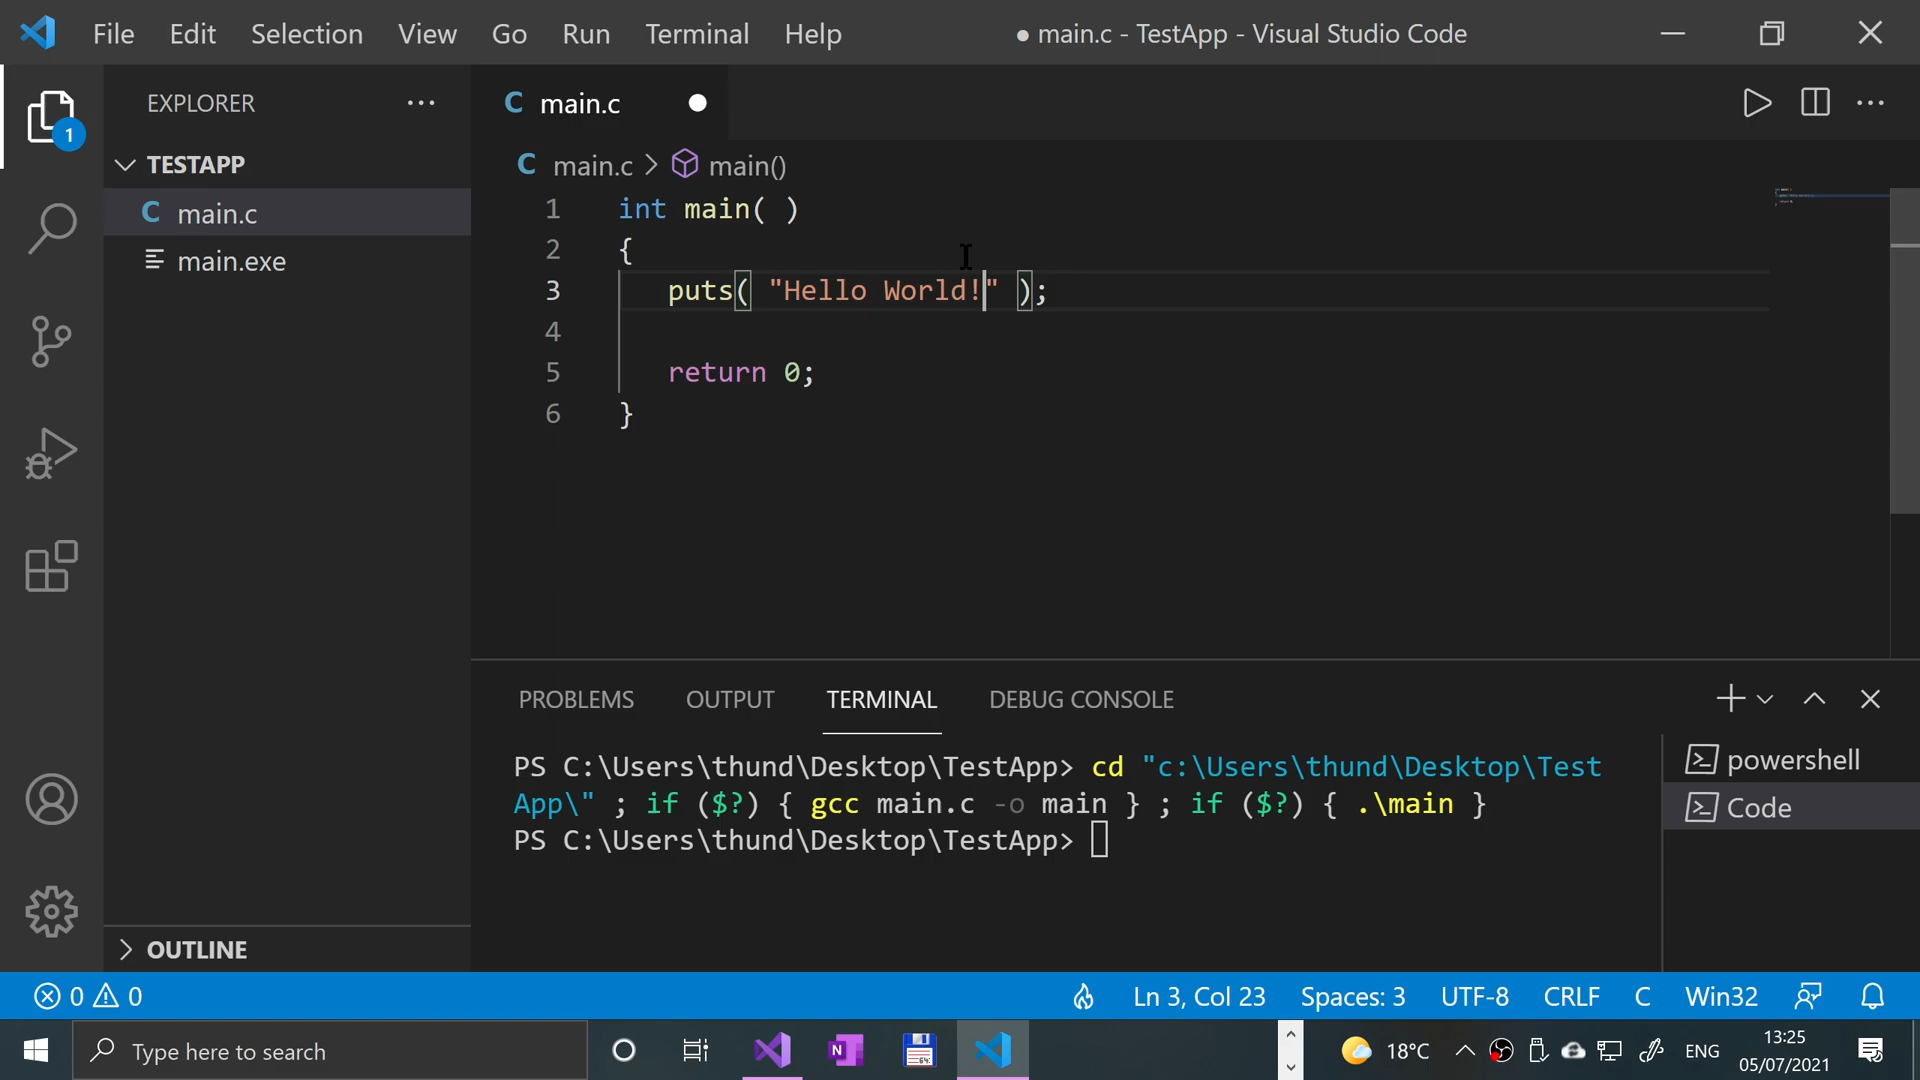 File Edit Selection View Go Run Terminal Help ● main.c - TestApp - Visual Studio Code
EXPLORER
TESTAPP
C main.c
main.exe
OUTLINE
1
C main.c
C main.c > main()
1 int main( )
2 {
3 puts( "Hello World!" );
4
5 return 0;
6 }
PROBLEMS OUTPUT TERMINAL DEBUG CONSOLE
PS C:\Users\thund\Desktop\TestApp> cd "c:\Users\thund\Desktop\Test
App\" ; if ($?) { gcc main.c -o main } ; if ($?) { .\main }
PS C:\Users\thund\Desktop\TestApp>
powershell
Code
0 0 Ln 3, Col 23 Spaces: 3 UTF-8 CRLF C Win32
Type here to search
N
64
18°C
ENG
13:25
05/07/2021